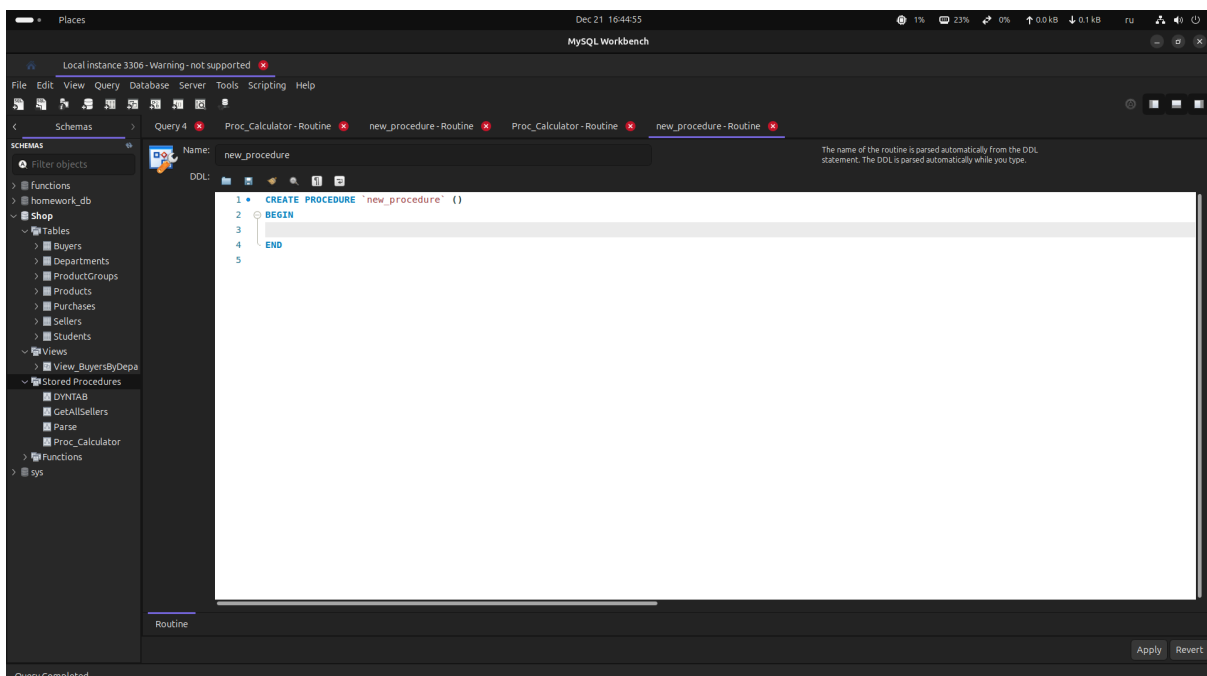 Places Dec 21 16:44:55 1% 23% 0% ↑ 0.0 kB ↓ 0.1 kB ru
MySQL Workbench
Local instance 3306 - Warning - not supported
File Edit View Query Database Server Tools Scripting Help
Schemas Query 4 Proc_Calculator - Routine new_procedure - Routine Proc_Calculator - Routine new_procedure - Routine
SCHEMAS
Filter objects
functions
homework_db
Shop
Tables
Buyers
Departments
ProductGroups
Products
Purchases
Sellers
Students
Views
View_BuyersByDepa
Stored Procedures
DYNTAB
GetAllSellers
Parse
Proc_Calculator
Functions
sys
Name: new_procedure
The name of the routine is parsed automatically from the DDL
statement. The DDL is parsed automatically while you type.
DDL:
1 CREATE PROCEDURE `new_procedure` ()
2 BEGIN
3
4 END
5
Routine
Apply Revert
Query Completed